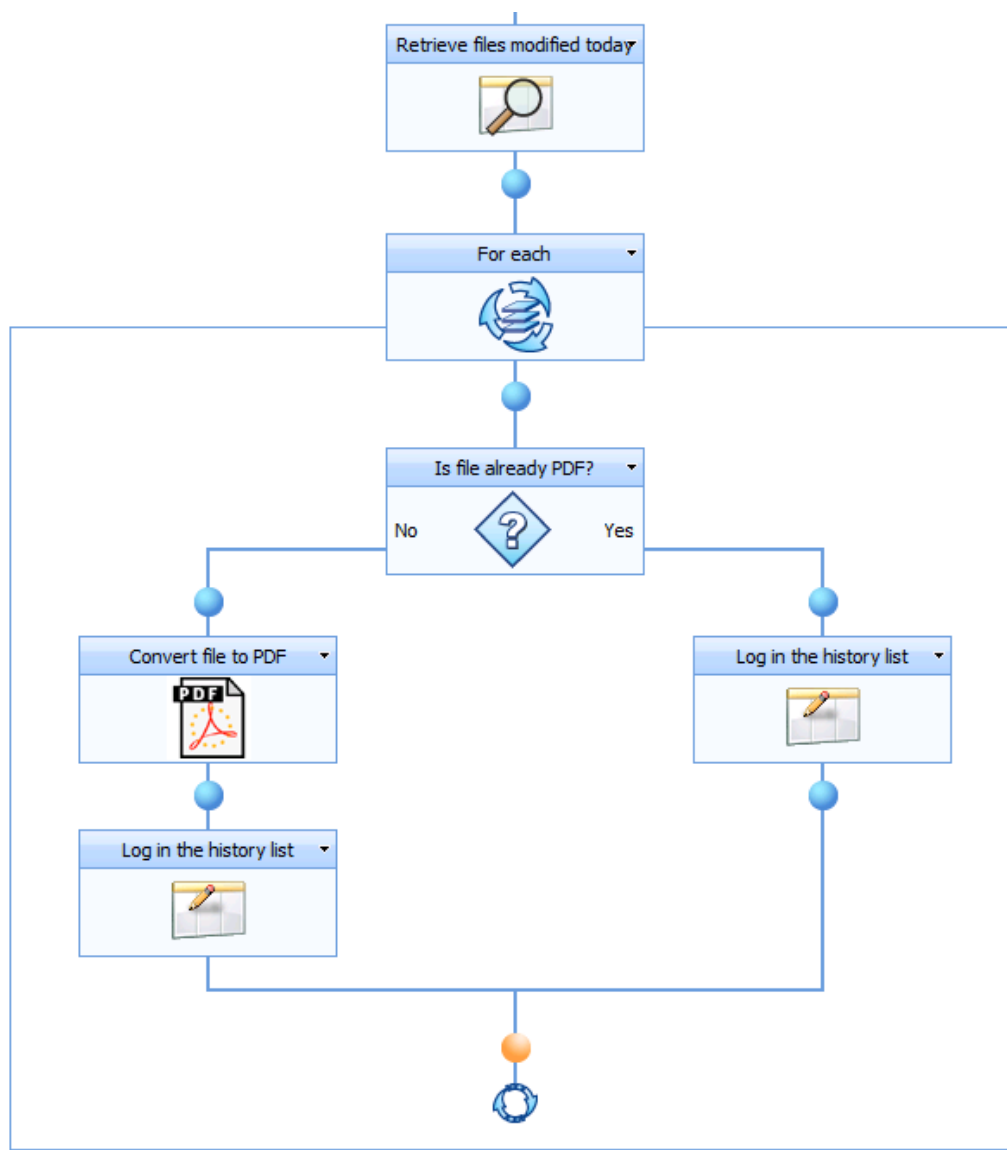 Retrieve files modified today
For each
Is file already PDF?
No
Yes
Convert file to PDF
Log in the history list
PDF
Log in the history list